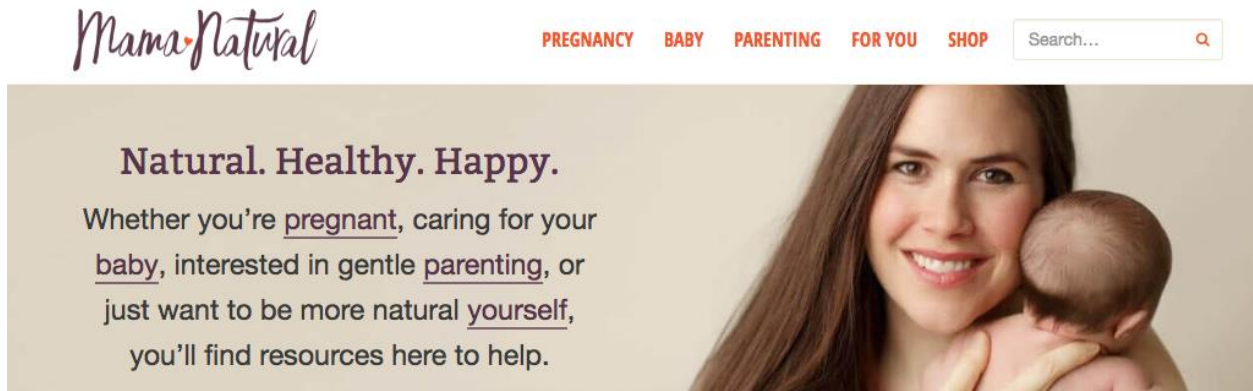 Mama Natural
PREGNANCY BABY PARENTING FOR YOU SHOP Search...
Natural. Healthy. Happy.
Whether you're pregnant, caring for your
baby, interested in gentle parenting, or
just want to be more natural yourself,
you'll find resources here to help.